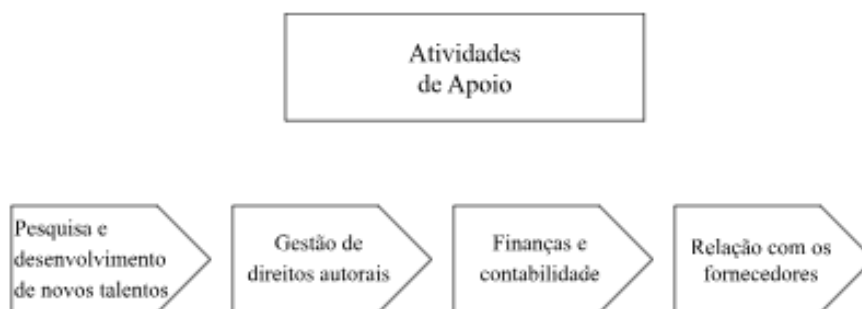 Atividades
de Apoio
Pesquisa e
desenvolvimento
de novos talentos
Gestão de
direitos autorais
Finanças e
contabilidade
Relação com os
fornecedores